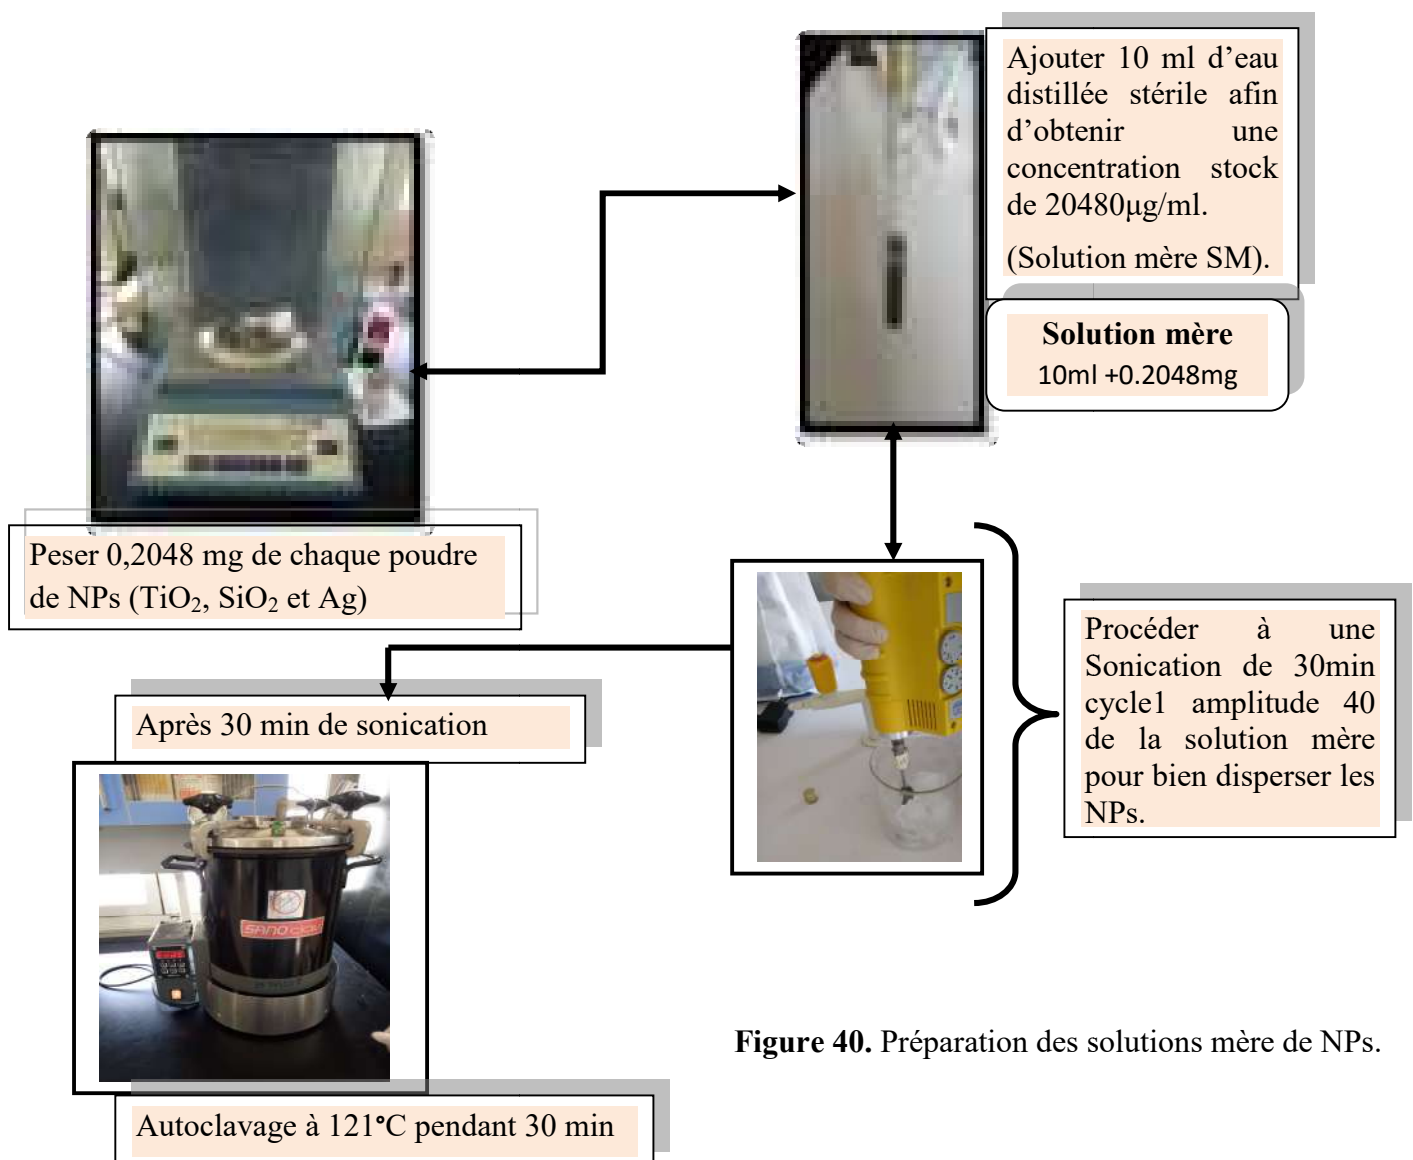 Peser 0,2048 mg de chaque poudre
de NPs (TiO₂, SiO₂ et Ag)
Ajouter 10 ml d’eau
distillée stérile afin
d’obtenir une
concentration stock
de 20480µg/ml.
(Solution mère SM).
Solution mère
10ml +0.2048mg
Procéder à une
Sonication de 30min
cycle1 amplitude 40
de la solution mère
pour bien disperser les
NPs.
Après 30 min de sonication
SANO
Autoclavage à 121°C pendant 30 min
Figure 40. Préparation des solutions mère de NPs.